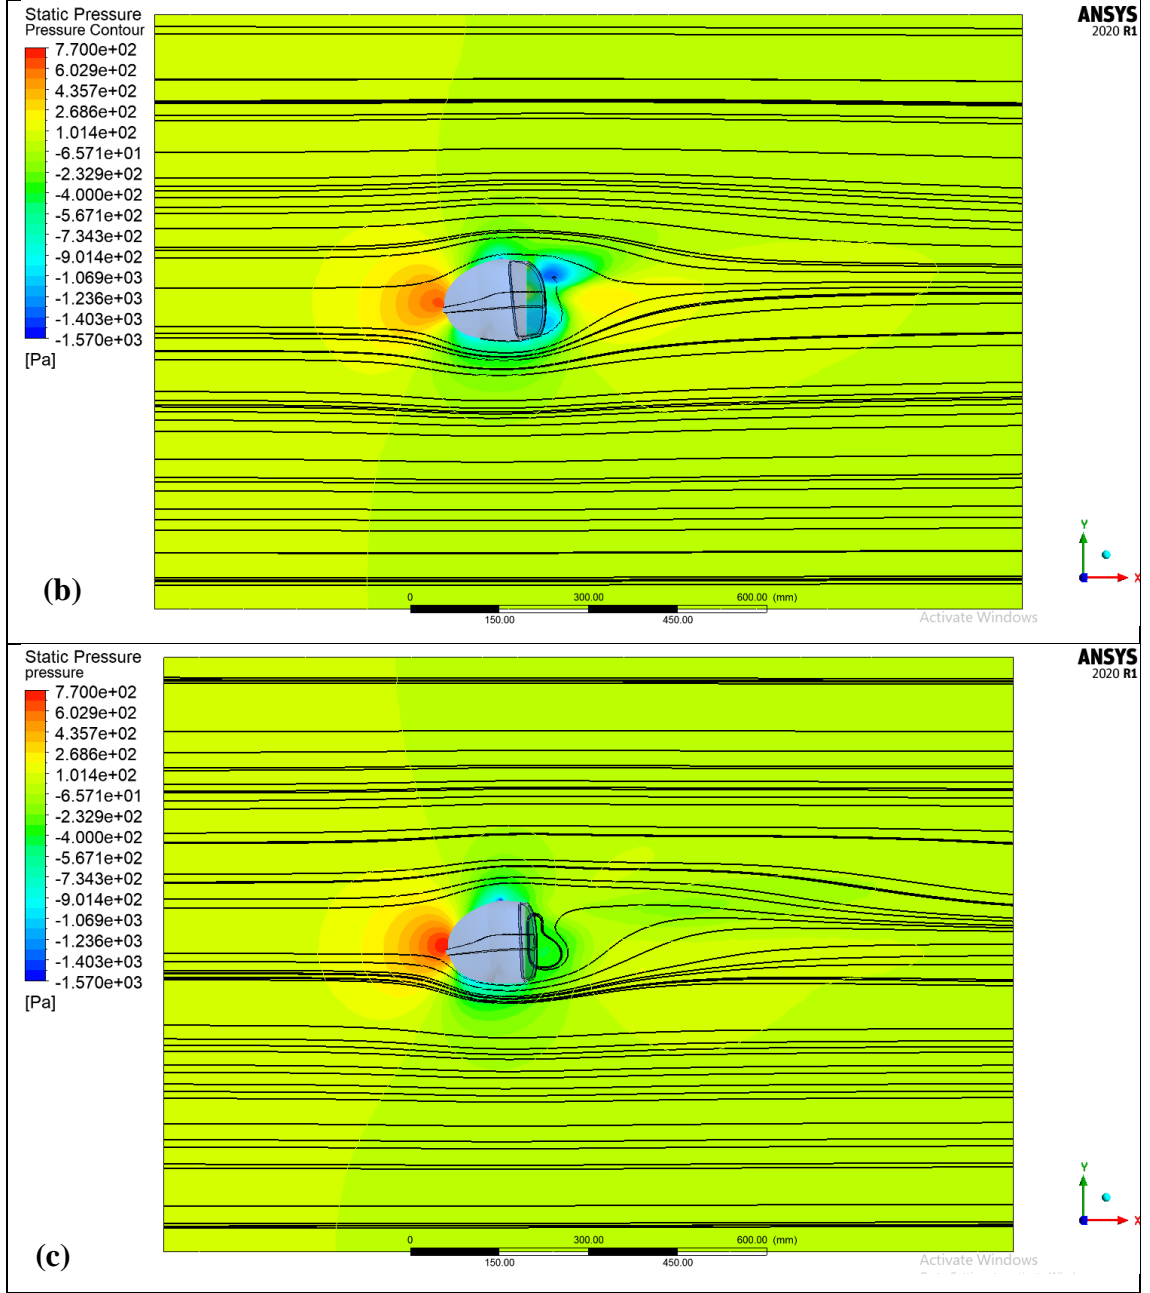 Static Pressure
Pressure Contour
ANSYS
2020 R1
7.700e+02
6.029e+02
4.357e+02
2.686e+02
1.014e+02
-6.571e+01
-2.329e+02
-4.000e+02
-5.671e+02
-7.343e+02
-9.014e+02
-1.069e+03
-1.236e+03
-1.403e+03
-1.570e+03
[Pa]
Y
X
(b)
0 300.00 600.00 (mm)
150.00 450.00
Activate Windows
Static Pressure
pressure
ANSYS
2020 R1
7.700e+02
6.029e+02
4.357e+02
2.686e+02
1.014e+02
-6.571e+01
-2.329e+02
-4.000e+02
-5.671e+02
-7.343e+02
-9.014e+02
-1.069e+03
-1.236e+03
-1.403e+03
-1.570e+03
[Pa]
Y
X
(c)
0 300.00 600.00 (mm)
150.00 450.00
Activate Windows